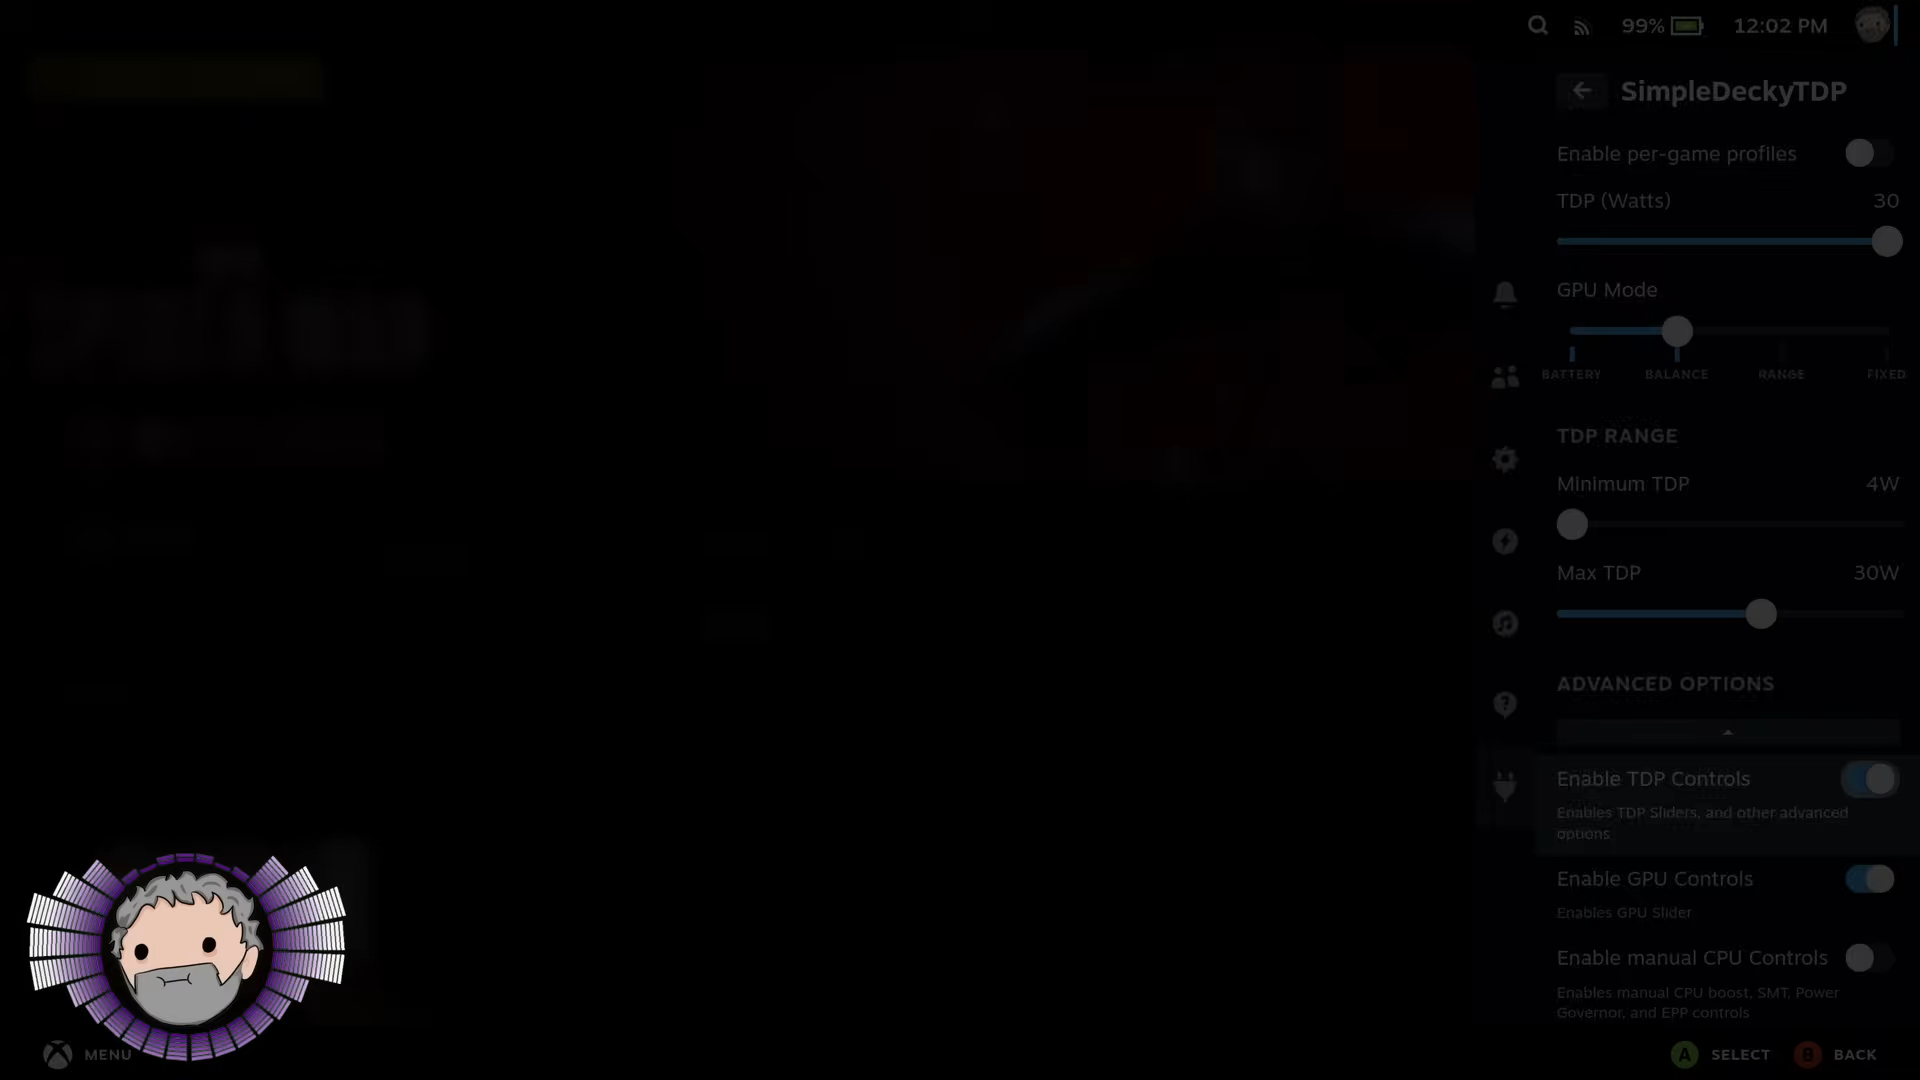 99% 12:02 PM
SimpleDeckyTDP
Enable per-game profiles
TDP (Watts) 30
GPU Mode
BATTERY BALANCE RANGE FIXED
TDP RANGE
Minimum TDP 4W
Max TDP 30W
ADVANCED OPTIONS
Enable TDP Controls
Enables TDP Sliders, and other advanced
options
Enable GPU Controls
Enables GPU Slider
Enable manual CPU Controls
Enables manual CPU boost, SMT, Power
Governor, and EPP controls
MENU A SELECT B BACK